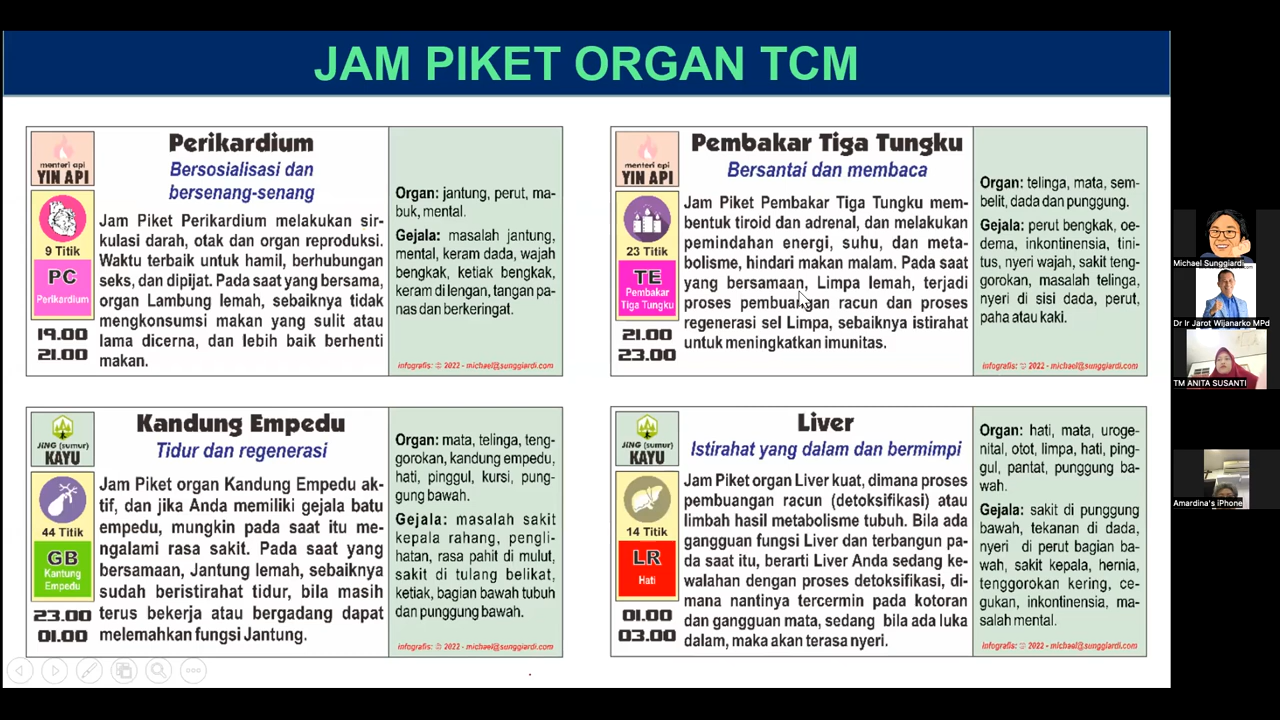 JAM PIKET ORGAN TCM
menteri api
YIN API
9 Titik
PC
Perikardium
19.00
21.00
Perikardium
Bersosialisasi dan
bersenang-senang
Jam Piket Perikardium melakukan sir-
kulasi darah, otak dan organ reproduksi.
Waktu terbaik untuk hamil, berhubungan
seks, dan dipijat. Pada saat yang bersama,
organ Lambung lemah, sebaiknya tidak
mengkonsumsi makan yang sulit atau
lama dicerna, dan lebih baik berhenti
makan.
Organ: jantung, perut, ma-
buk, mental.
Gejala: masalah jantung,
mental, keram dada, wajah
bengkak, ketiak bengkak,
keram di lengan, tangan pa-
nas dan berkeringat.
infografis: © 2022 - michael@sunggiardi.com
menteri api
YIN API
23 Titik
TE
Pembakar
Tiga Tungku
21.00
23.00
Pembakar Tiga Tungku
Bersantai dan membaca
Jam Piket Pembakar Tiga Tungku mem-
bentuk tiroid dan adrenal, dan melakukan
pemindahan energi, suhu, dan meta-
bolisme, hindari makan malam. Pada saat
yang bersamaan, Limpa lemah, terjadi
proses pembuangan racun dan proses
regenerasi sel Limpa, sebaiknya istirahat
untuk meningkatkan imunitas.
Organ: telinga, mata, sem-
belit, dada dan punggung.
Gejala: perut bengkak, oe-
dema, inkontinensia, tini-
tus, nyeri wajah, sakit teng-
gorokan, masalah telinga,
nyeri di sisi dada, perut,
paha atau kaki.
infografis: © 2022 - michael@sunggiardi.com
JING (sumur)
KAYU
44 Titik
GB
Kantung
Empedu
23.00
01.00
Kandung Empedu
Tidur dan regenerasi
Jam Piket organ Kandung Empedu ak-
tif, dan jika Anda memiliki gejala batu
empedu, mungkin pada saat itu me-
ngalami rasa sakit. Pada saat yang
bersamaan, Jantung lemah, sebaiknya
sudah beristirahat tidur, bila masih
terus bekerja atau bergadang dapat
melemahkan fungsi Jantung.
Organ: mata, telinga, teng-
gorokan, kandung empedu,
hati, pinggul, kursi, pung-
gung bawah.
Gejala: masalah sakit
kepala rahang, pengli-
hatan, rasa pahit di mulut,
sakit di tulang belikat,
ketiak, bagian bawah tubuh
dan punggung bawah.
infografis: © 2022 - michael@sunggiardi.com
JING (sumur)
KAYU
14 Titik
LR
Hati
01.00
03.00
Liver
Istirahat yang dalam dan bermimpi
Jam Piket organ Liver kuat, dimana proses
pembuangan racun (detoksifikasi) atau
limbah hasil metabolisme tubuh. Bila ada
gangguan fungsi Liver dan terbangun pa-
da saat itu, berarti Liver Anda sedang ke-
walahan dengan proses detoksifikasi, di-
mana nantinya tercermin pada kotoran
dan gangguan mata, sedang bila ada luka
dalam, maka akan terasa nyeri.
Organ: hati, mata, uroge-
nital, otot, limpa, hati, ping-
gul, pantat, punggung ba-
wah.
Gejala: sakit di punggung
bawah, tekanan di dada,
nyeri di perut bagian ba-
wah, sakit kepala, hernia,
tenggorokan kering, ce-
gukan, inkontinensia, ma-
salah mental.
infografis: © 2022 - michael@sunggiardi.com
Michael Sunggiardi
Dr Ir Jarot Wijanarko MPd
TM ANITA SUSANTI
Amardina's iPhone